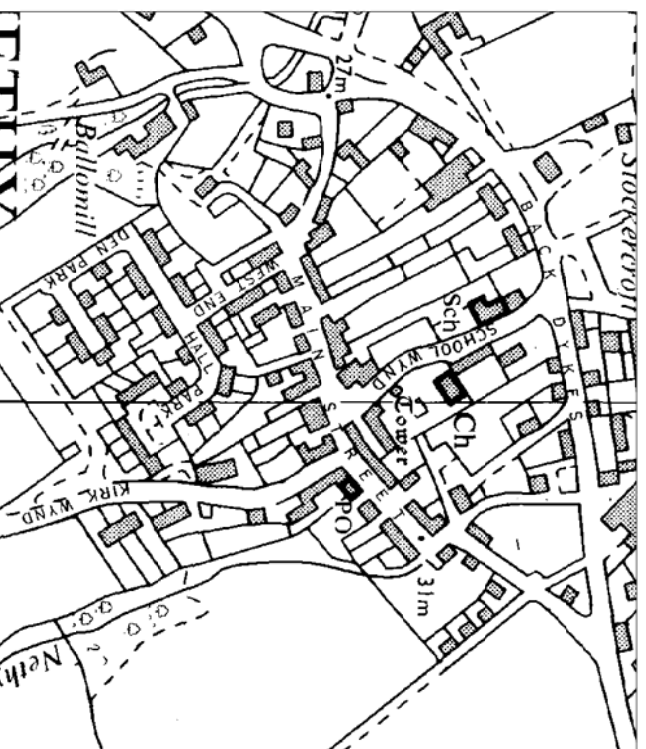 27m
Ballomill
Stockercroft
BACK DYKES
DEN PARK
WEST END
MAIN STREET
Sch
SCHOOL WYND
HALL PARK
Tower
Ch
KIRK WYND
PO
31m